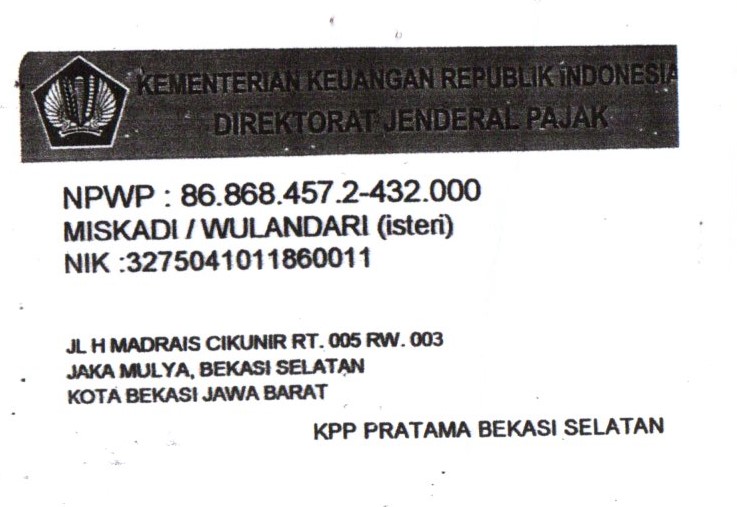 KEMENTERIAN KEUANGAN REPUBLIK INDONESIA
DIREKTORAT JENDERAL PAJAK
NPWP : 86.868.457.2-432.000
MISKADI / WULANDARI (isteri)
NIK :3275041011860011
JL H MADRAIS CIKUNIR RT. 005 RW. 003
JAKA MULYA, BEKASI SELATAN
KOTA BEKASI JAWA BARAT
KPP PRATAMA BEKASI SELATAN